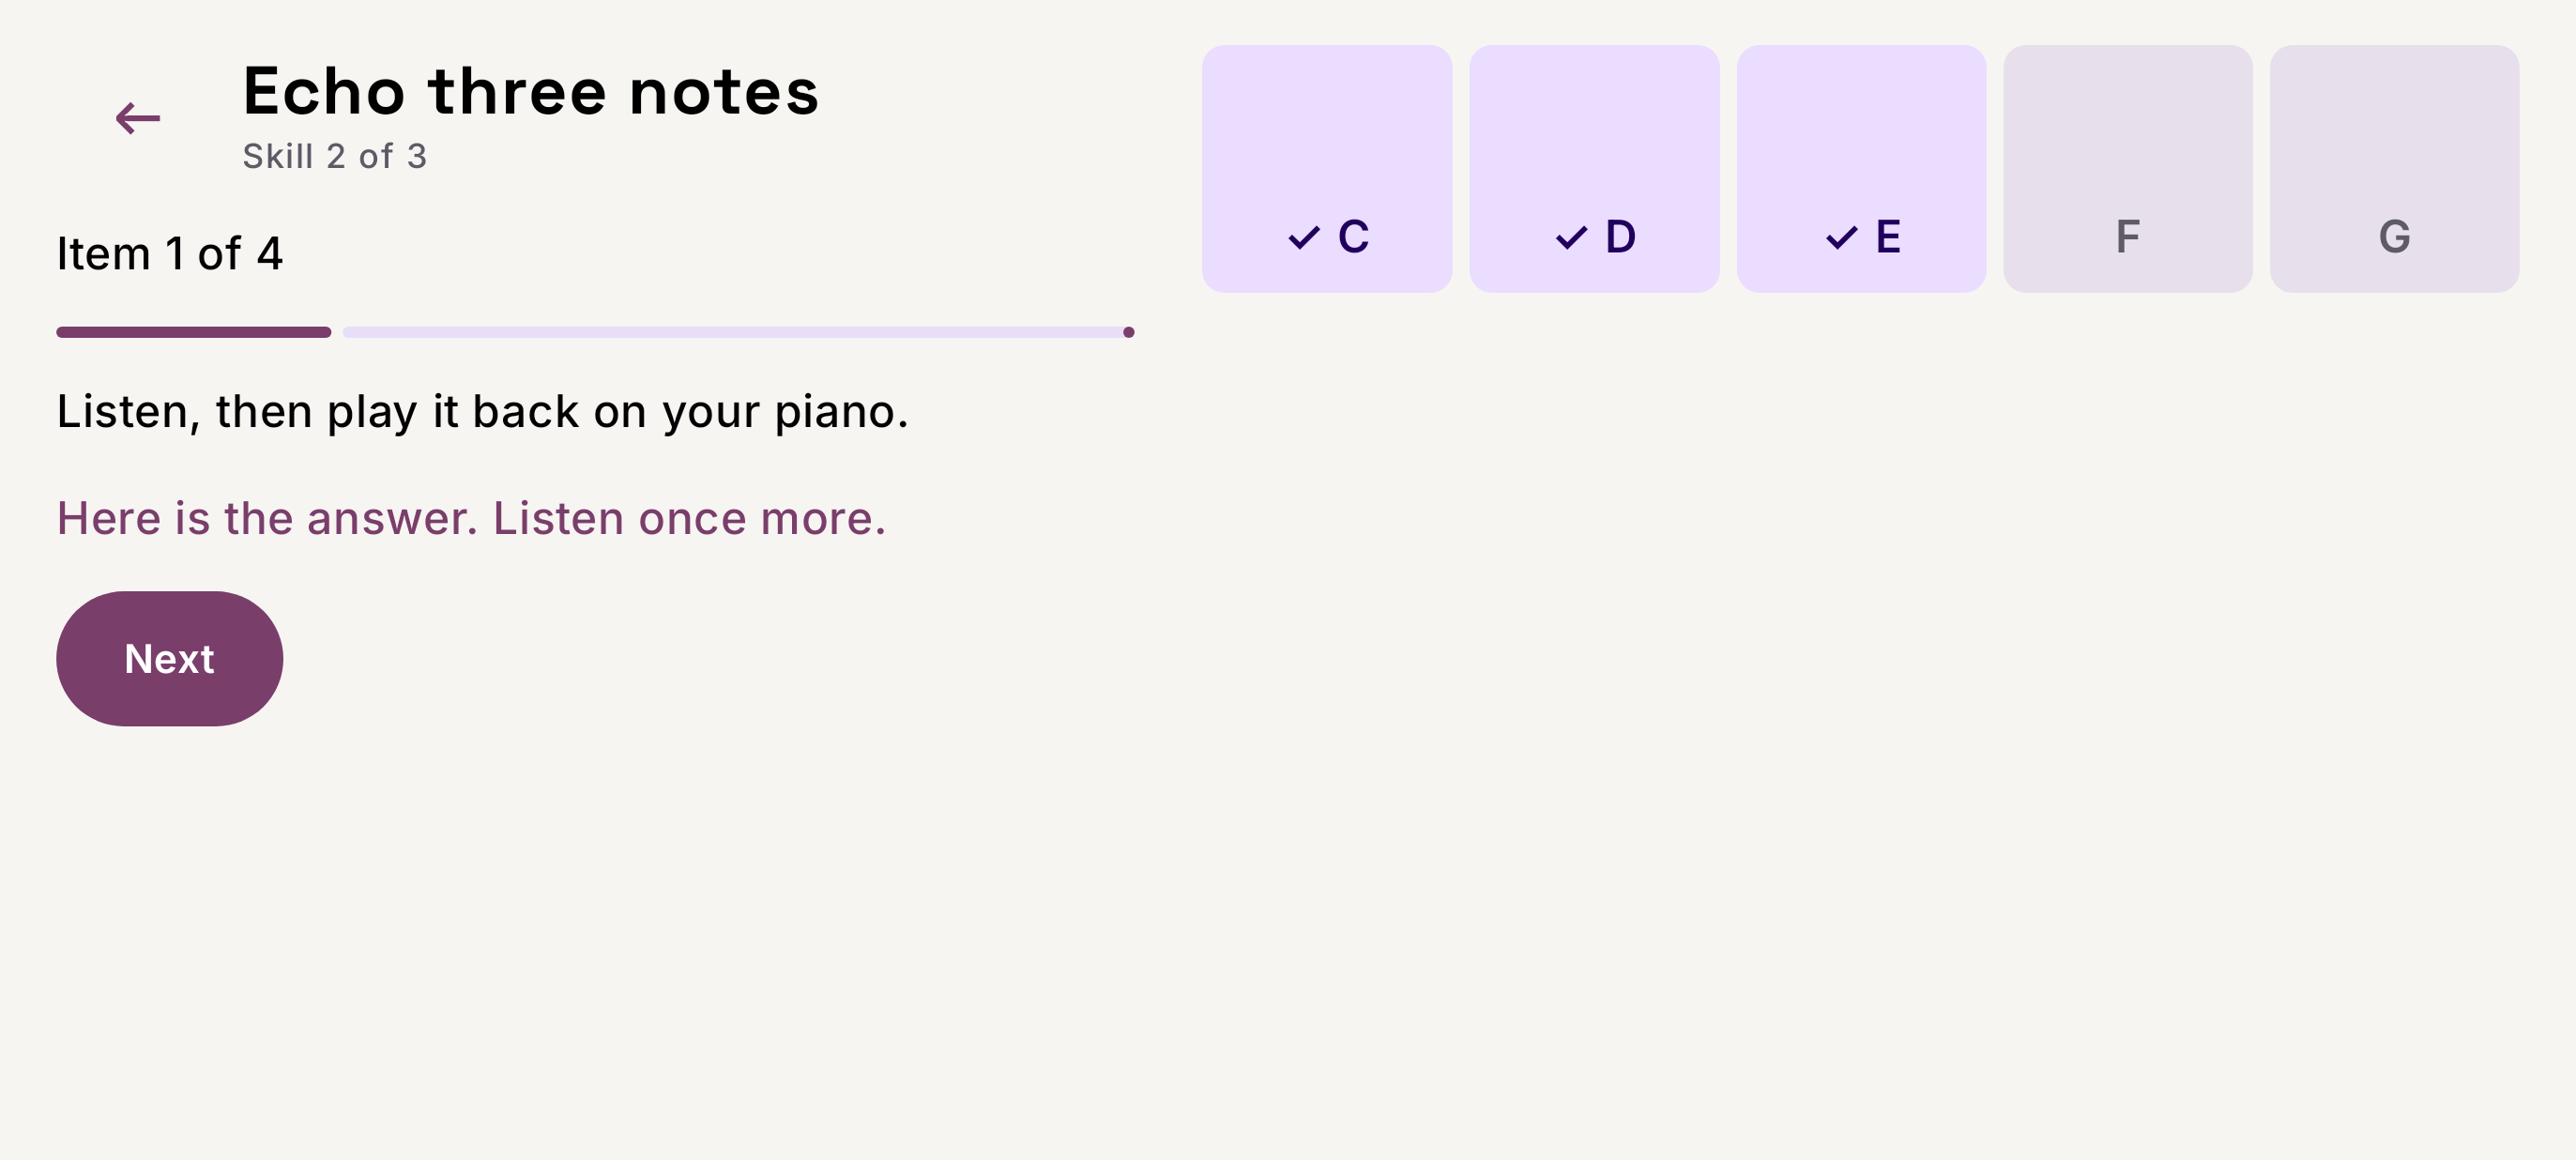 Echo three notes
Skill 2 of 3
Item 1 of 4
Listen, then play it back on your piano.
Here is the answer. Listen once more.
Next
C D E F G